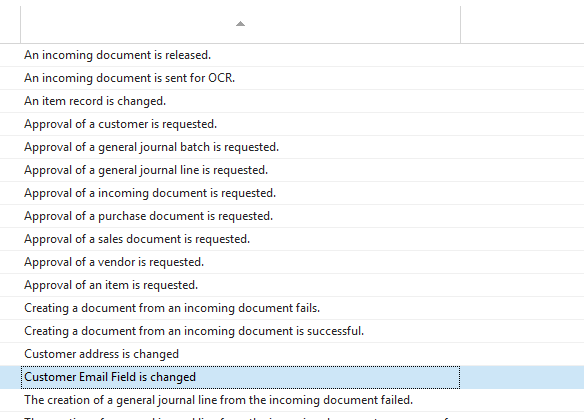 An incoming document is released.
An incoming document is sent for OCR.
An item record is changed.
Approval of a customer is requested.
Approval of a general journal batch is requested.
Approval of a general journal line is requested.
Approval of a incoming document is requested.
Approval of a purchase document is requested.
Approval of a sales document is requested.
Approval of a vendor is requested.
Approval of an item is requested.
Creating a document from an incoming document fails.
Creating a document from an incoming document is successful.
Customer address is changed
Customer Email Field is changed
The creation of a general journal line from the incoming document failed.